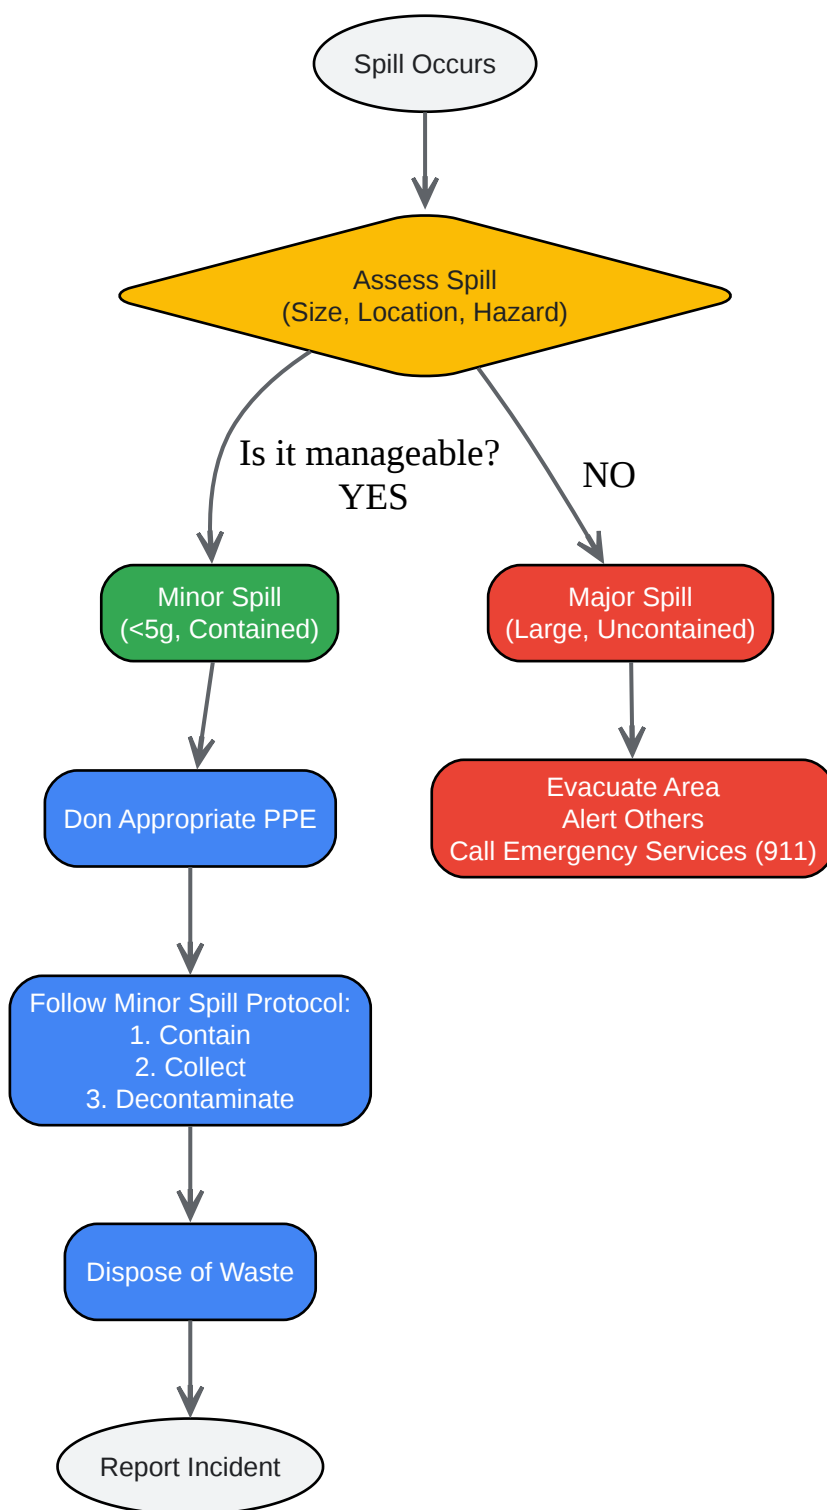 Spill Occurs
Assess Spill
(Size, Location, Hazard)
Is it manageable?
YES
NO
Minor Spill
(<5g, Contained)
Major Spill
(Large, Uncontained)
Don Appropriate PPE
Evacuate Area
Alert Others
Call Emergency Services (911)
Follow Minor Spill Protocol:
1. Contain
2. Collect
3. Decontaminate
Dispose of Waste
Report Incident